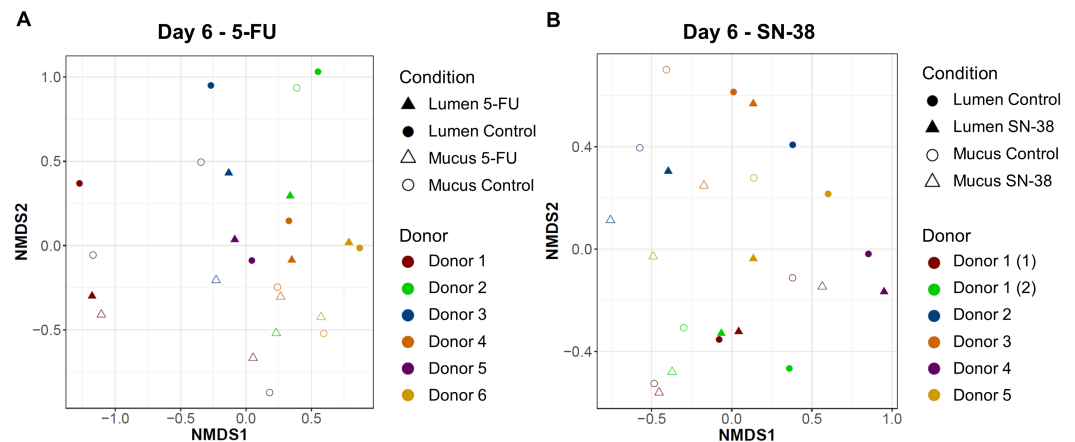 A
Day 6 - 5-FU
NMDS2
1.0
0.5
0.0
−0.5
−1.0
−0.5
0.0
0.5
NMDS1
Condition
Lumen 5-FU
Lumen Control
Mucus 5-FU
Mucus Control
Donor
Donor 1
Donor 2
Donor 3
Donor 4
Donor 5
Donor 6
B
Day 6 - SN-38
NMDS2
0.4
0.0
−0.4
−0.5
0.0
0.5
1.0
NMDS1
Condition
Lumen Control
Lumen SN-38
Mucus Control
Mucus SN-38
Donor
Donor 1 (1)
Donor 1 (2)
Donor 2
Donor 3
Donor 4
Donor 5